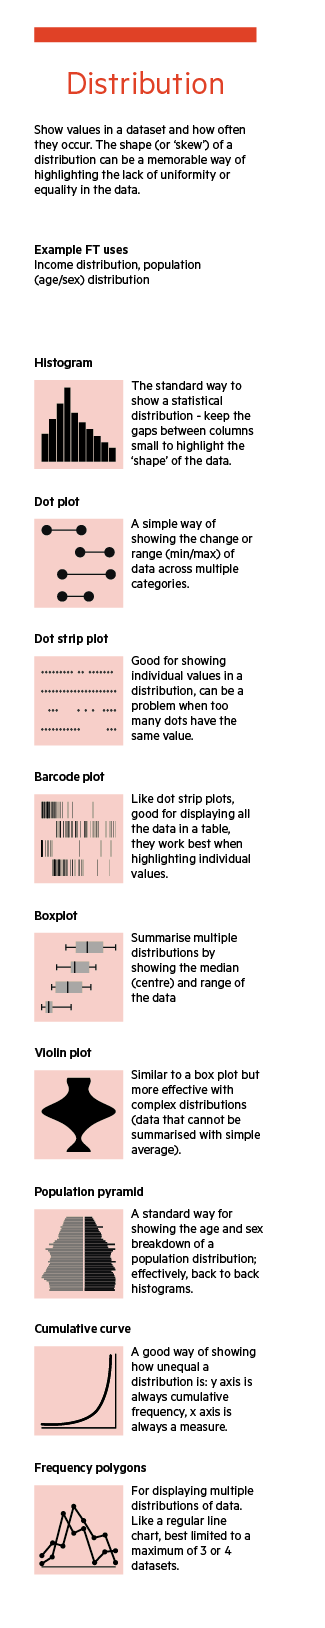 Distribution
Show values in a dataset and how often
they occur. The shape (or ‘skew’) of a
distribution can be a memorable way of
highlighting the lack of uniformity or
equality in the data.
Example FT uses
Income distribution, population
(age/sex) distribution
Histogram
The standard way to
show a statistical
distribution - keep the
gaps between columns
small to highlight the
‘shape’ of the data.
Dot plot
A simple way of
showing the change or
range (min/max) of
data across multiple
categories.
Dot strip plot
Good for showing
individual values in a
distribution, can be a
problem when too
many dots have the
same value.
Barcode plot
Like dot strip plots,
good for displaying all
the data in a table,
they work best when
highlighting individual
values.
Boxplot
Summarise multiple
distributions by
showing the median
(centre) and range of
the data
Violin plot
Similar to a box plot but
more effective with
complex distributions
(data that cannot be
summarised with simple
average).
Population pyramid
A standard way for
showing the age and sex
breakdown of a
population distribution;
effectively, back to back
histograms.
Cumulative curve
A good way of showing
how unequal a
distribution is: y axis is
always cumulative
frequency, x axis is
always a measure.
Frequency polygons
For displaying multiple
distributions of data.
Like a regular line
chart, best limited to a
maximum of 3 or 4
datasets.